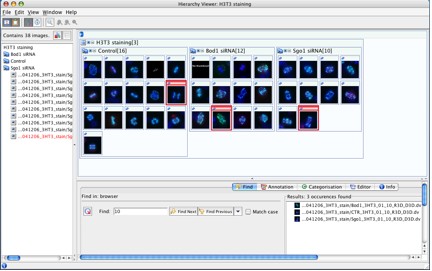 Hierarchy Viewer: H3T3 staining
File Edit View Window Help
Contains 38 images.
H3T3 staining
Bod1 siRNA
Control
Sgo1 siRNA
...041206_3HT3_stain/Sg
...041206_3HT3_stain/Sg
...041206_3HT3_stain/Sg
...041206_3HT3_stain/Sg
...041206_3HT3_stain/Sg
...041206_3HT3_stain/Sg
...041206_3HT3_stain/Sg
...041206_3HT3_stain/Sg
...041206_3HT3_stain/Sg
...041206_3HT3_stain/Sg
H3T3 staining[3]
Control[16]
Bod1 siRNA[12]
Sgo1 siRNA[10]
Find Annotation Categorisation Editor Info
Find in: browser
Find: 10 Find Next Find Previous Match case
Results: 3 occurences found
...041206_3HT3_stain/Bod1_3HT3_01_10_R3D_D3D.dv
...041206_3HT3_stain/CTR_3HT3_01_10_R3D_D3D.dv
...041206_3HT3_stain/Sgo1_3HT3_01_10_R3D_D3D.dv